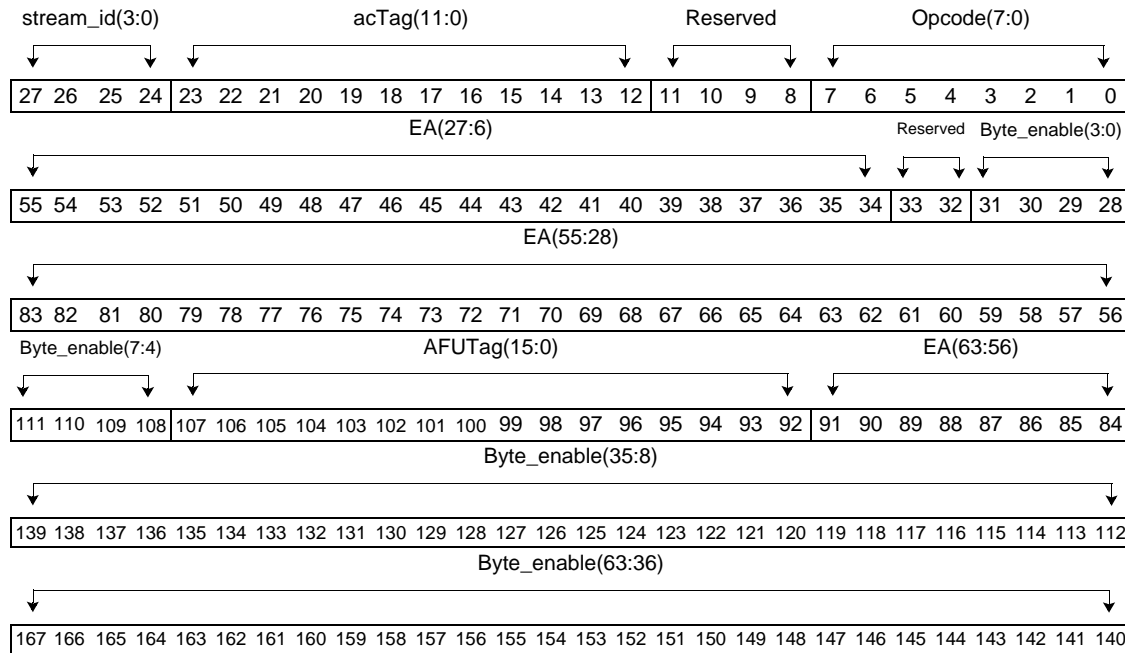 stream_id(3:0) acTag(11:0) Reserved Opcode(7:0)
27 26 25 24 23 22 21 20 19 18 17 16 15 14 13 12 11 10 9 8 7 6 5 4 3 2 1 0
EA(27:6) Reserved Byte_enable(3:0)
55 54 53 52 51 50 49 48 47 46 45 44 43 42 41 40 39 38 37 36 35 34 33 32 31 30 29 28
EA(55:28)
83 82 81 80 79 78 77 76 75 74 73 72 71 70 69 68 67 66 65 64 63 62 61 60 59 58 57 56
Byte_enable(7:4) AFUTag(15:0) EA(63:56)
111 110 109 108 107 106 105 104 103 102 101 100 99 98 97 96 95 94 93 92 91 90 89 88 87 86 85 84
Byte_enable(35:8)
139 138 137 136 135 134 133 132 131 130 129 128 127 126 125 124 123 122 121 120 119 118 117 116 115 114 113 112
Byte_enable(63:36)
167 166 165 164 163 162 161 160 159 158 157 156 155 154 153 152 151 150 149 148 147 146 145 144 143 142 141 140